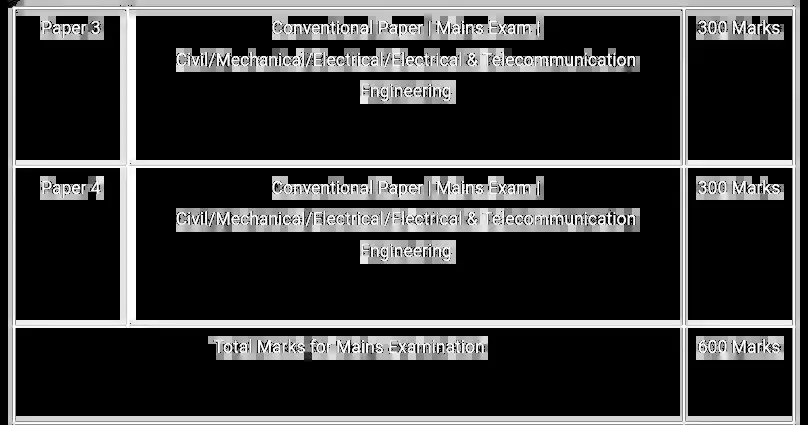 Paper 3
Conventional Paper | Mains Exam |
Civil/Mechanical/Electrical/Electrical & Telecommunication
Engineering
300 Marks
Paper 4
Conventional Paper | Mains Exam |
Civil/Mechanical/Electrical/Electrical & Telecommunication
Engineering
300 Marks
Total Marks for Mains Examination
600 Marks